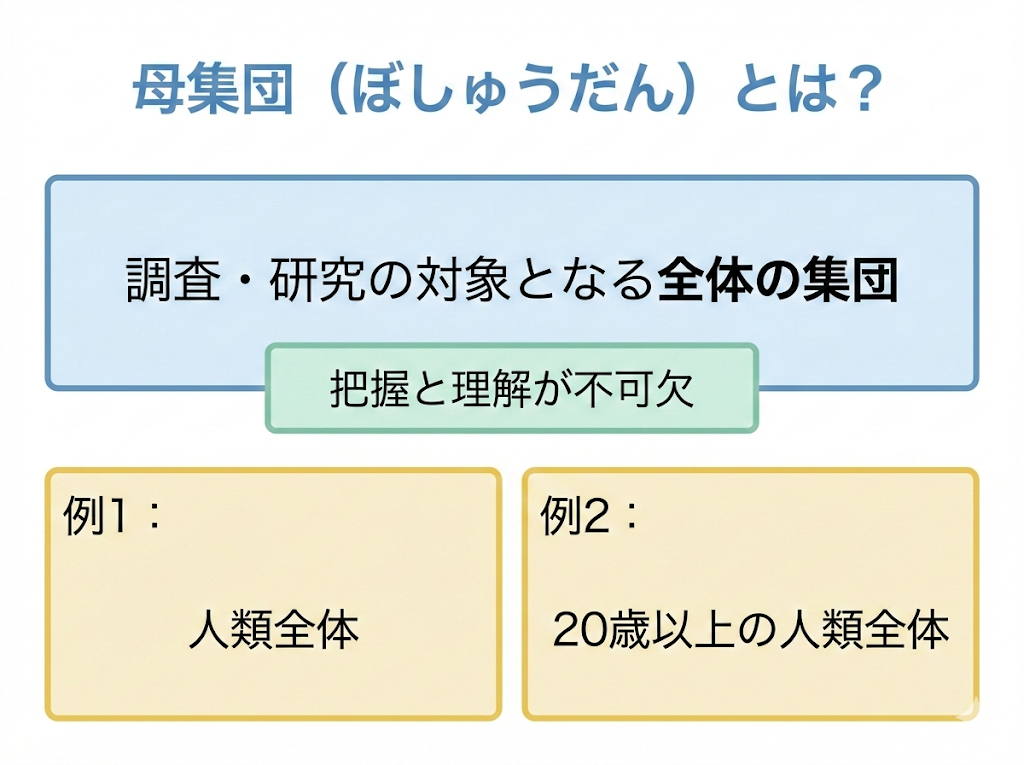 母集団（ぼしゅうだん）とは？
調査・研究の対象となる全体の集団
把握と理解が不可欠
例1：
人類全体
例2：
20歳以上の人類全体